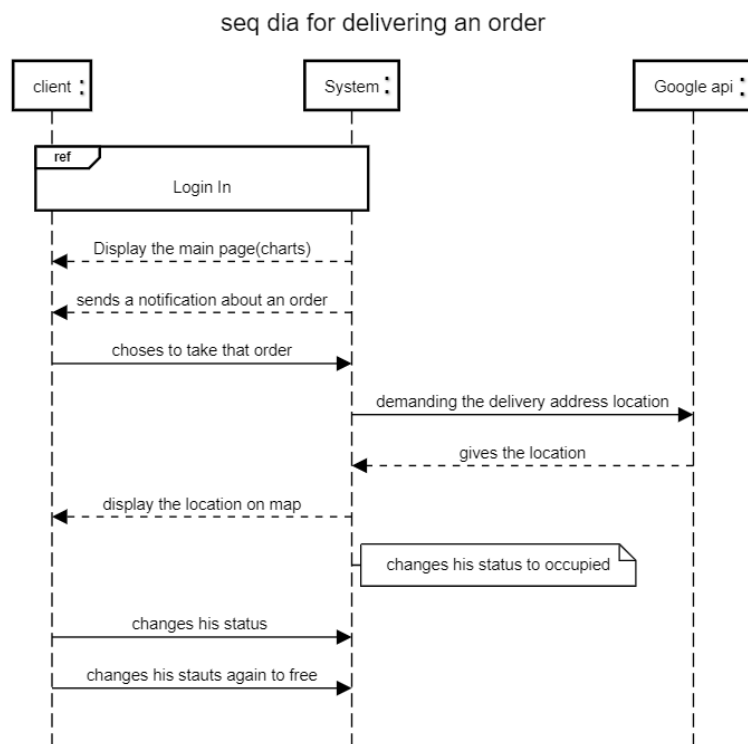 seq dia for delivering an order
client :
System :
Google api :
ref
Login In
Display the main page(charts)
sends a notification about an order
choses to take that order
demanding the delivery address location
gives the location
display the location on map
changes his status to occupied
changes his status
changes his stauts again to free